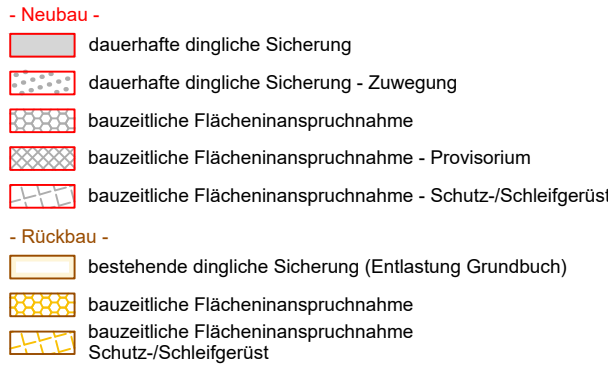 - Neubau -
dauerhafte dingliche Sicherung
dauerhafte dingliche Sicherung - Zuwegung
bauzeitliche Flächeninanspruchnahme
bauzeitliche Flächeninanspruchnahme - Provisorium
bauzeitliche Flächeninanspruchnahme - Schutz-/Schleifgerüst
- Rückbau -
bestehende dingliche Sicherung (Entlastung Grundbuch)
bauzeitliche Flächeninanspruchnahme
bauzeitliche Flächeninanspruchnahme
Schutz-/Schleifgerüst